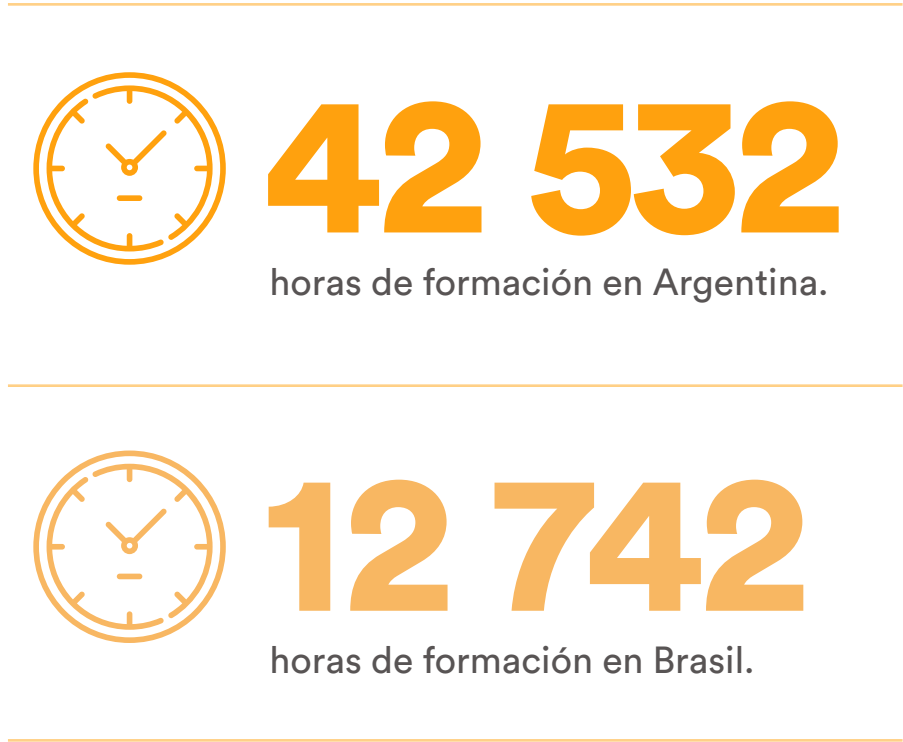 42 532
horas de formación en Argentina.
12 742
horas de formación en Brasil.